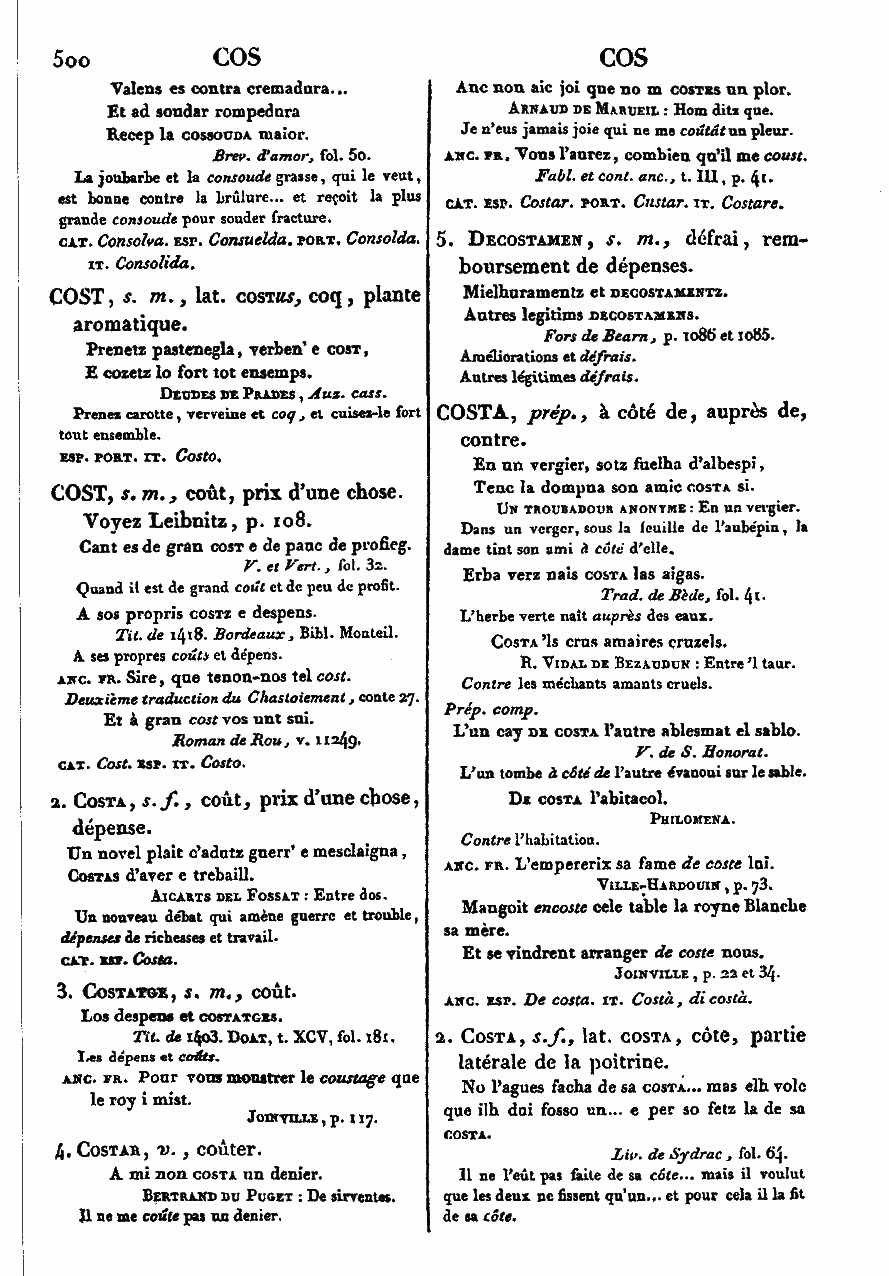 500 COS COS
Valens es contra cremadura...
Et ad soudar rompedura
Recep la COSSOUDA maior.
Brev. d'amor, fol. 50.
La joubarbe et la consoude grasse, qui le veut,
est bonne contre la brûlure... et reçoit la plus
grande consoude pour souder fracture.
CAT. Consolva. ESP. Consuelda. PORT. Consolda.
IT. Consolida.
COST, s. m., lat. COSTUS, coq, plante
aromatique.
Prenetz pastenegla, verben' e COST,
E cozetz lo fort tot ensemps.
DEUDES DE PRADES, Auz. cass.
Prenez carotte, verveine et coq, et cuisez-le fort
tout ensemble.
ESP. PORT. IT. Costo.
COST, s. m., coût, prix d'une chose.
Voyez Leibnitz, p. 108.
Cant es de gran COST e de pauc de profieg.
V. et Vert., fol. 32.
Quand il est de grand coût et de peu de profit.
A sos propris COSTZ e despens.
Tit. de 1418. Bordeaux, Bibl. Monteil.
A ses propres coûts et dépens.
ANC. FR. Sire, que tenon-nos tel cost.
Deuxième traduction du Chastoiement, conte 27.
Et à gran cost vos unt sui.
Roman de Rou, v. 11249.
CAT. Cost. ESP. IT. Costo.
2. COSTA, s. f., coût, prix d'une chose,
dépense.
Un novel plait c'adutz guerr' e mesclaigna,
COSTAS d'aver e trebaill.
AICARTS DEL FOSSAT : Entre dos.
Un nouveau débat qui amène guerre et trouble,
dépenses de richesses et travail.
CAT. ESP. Costa.
3. COSTATGE, s. m., coût.
Los despens et COSTATGES.
Tit. de 1403. DOAT, t. XCV, fol. 181.
Les dépens et coûts.
ANC. FR. Pour vous monstrer le coustage que
le roy i mist.
JOINVILLE, p. 117.
4. COSTAR, v., coûter.
A mi non COSTA un denier.
BERTRAND DU PUGET : De sirventes.
Il ne me coûte pas un denier.
Anc non aic joi que no m COSTES un plor.
ARNAUD DE MARUEIL : Hom ditz que.
Je n'eus jamais joie qui ne me coûtât un pleur.
ANC. FR. Vous l'aurez, combien qu'il me coust.
Fabl. et cont. anc., t. III, p. 41.
CAT. ESP. Costar. PORT. Custar. IT. Costare.
5. DECOSTAMEN, s. m., défrai, rem-
boursement de dépenses.
Mielhuramentz et DECOSTAMENTZ.
Autres legitims DECOSTAMENS.
Fors de Bearn, p. 1086 et 1085.
Améliorations et défrais.
Autres légitimes défrais.
COSTA, prép., à côté de, auprès de,
contre.
En un vergier, sotz fuelha d'albespi,
Tenc la dompna son amic COSTA si.
UN TROUBADOUR ANONYME : En un vergier.
Dans un verger, sous la feuille de l'aubépin, la
dame tint son ami à côté d'elle.
Erba verz nais COSTA las aigas.
Trad. de Bède, fol. 41.
L'herbe verte naît auprès des eaux.
COSTA 'ls crus amaires cruzels.
R. VIDAL DE BEZAUDUN : Entre 'l taur.
Contre les méchants amants cruels.
Prép. comp.
L'un cay DE COSTA l'autre ablesmat el sablo.
V. de S. Honorat.
L'un tombe à côté de l'autre évanoui sur le sable.
DE COSTA l'abitacol.
PHILOMENA.
Contre l'habitation.
ANC. FR. L'empererix sa fame de coste lui.
VILLE-HARDOUIN, p. 73.
Mangoit encoste cele table la royne Blanche
sa mère.
Et se vindrent arranger de coste nous.
JOINVILLE, p. 22 et 34.
ANC. ESP. De costa. IT. Costà, di costà.
2. COSTA, s. f., lat. COSTA, côte, partie
latérale de la poitrine.
No l'agues facha de sa COSTA... mas elh volc
que ilh dui fosso un... e per so fetz la de sa
COSTA.
Liv. de Sydrac, fol. 64.
Il ne l'eût pas faite de sa côte... mais il voulut
que les deux ne fissent qu'un... et pour cela il la fit
de sa côte.